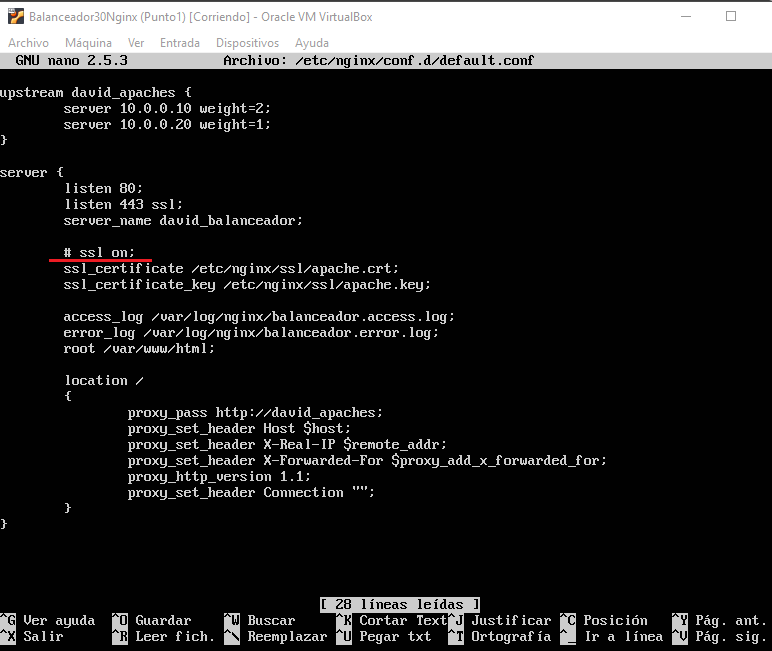 Balanceador30Nginx (Punto1) [Corriendo] - Oracle VM VirtualBox
Archivo Máquina Ver Entrada Dispositivos Ayuda
GNU nano 2.5.3 Archivo: /etc/nginx/conf.d/default.conf
upstream david_apaches {
server 10.0.0.10 weight=2;
server 10.0.0.20 weight=1;
}
server {
listen 80;
listen 443 ssl;
server_name david_balanceador;
# ssl on;
ssl_certificate /etc/nginx/ssl/apache.crt;
ssl_certificate_key /etc/nginx/ssl/apache.key;
access_log /var/log/nginx/balanceador.access.log;
error_log /var/log/nginx/balanceador.error.log;
root /var/www/html;
location /
{
proxy_pass http://david_apaches;
proxy_set_header Host $host;
proxy_set_header X-Real-IP $remote_addr;
proxy_set_header X-Forwarded-For $proxy_add_x_forwarded_for;
proxy_http_version 1.1;
proxy_set_header Connection "";
}
}
[ 28 líneas leídas ]
^G Ver ayuda ^O Guardar ^W Buscar ^K Cortar Text ^J Justificar ^C Posición ^Y Pág. ant.
^X Salir ^R Leer fich. ^\ Reemplazar ^U Pegar txt ^T Ortografía ^_ Ir a línea ^V Pág. sig.